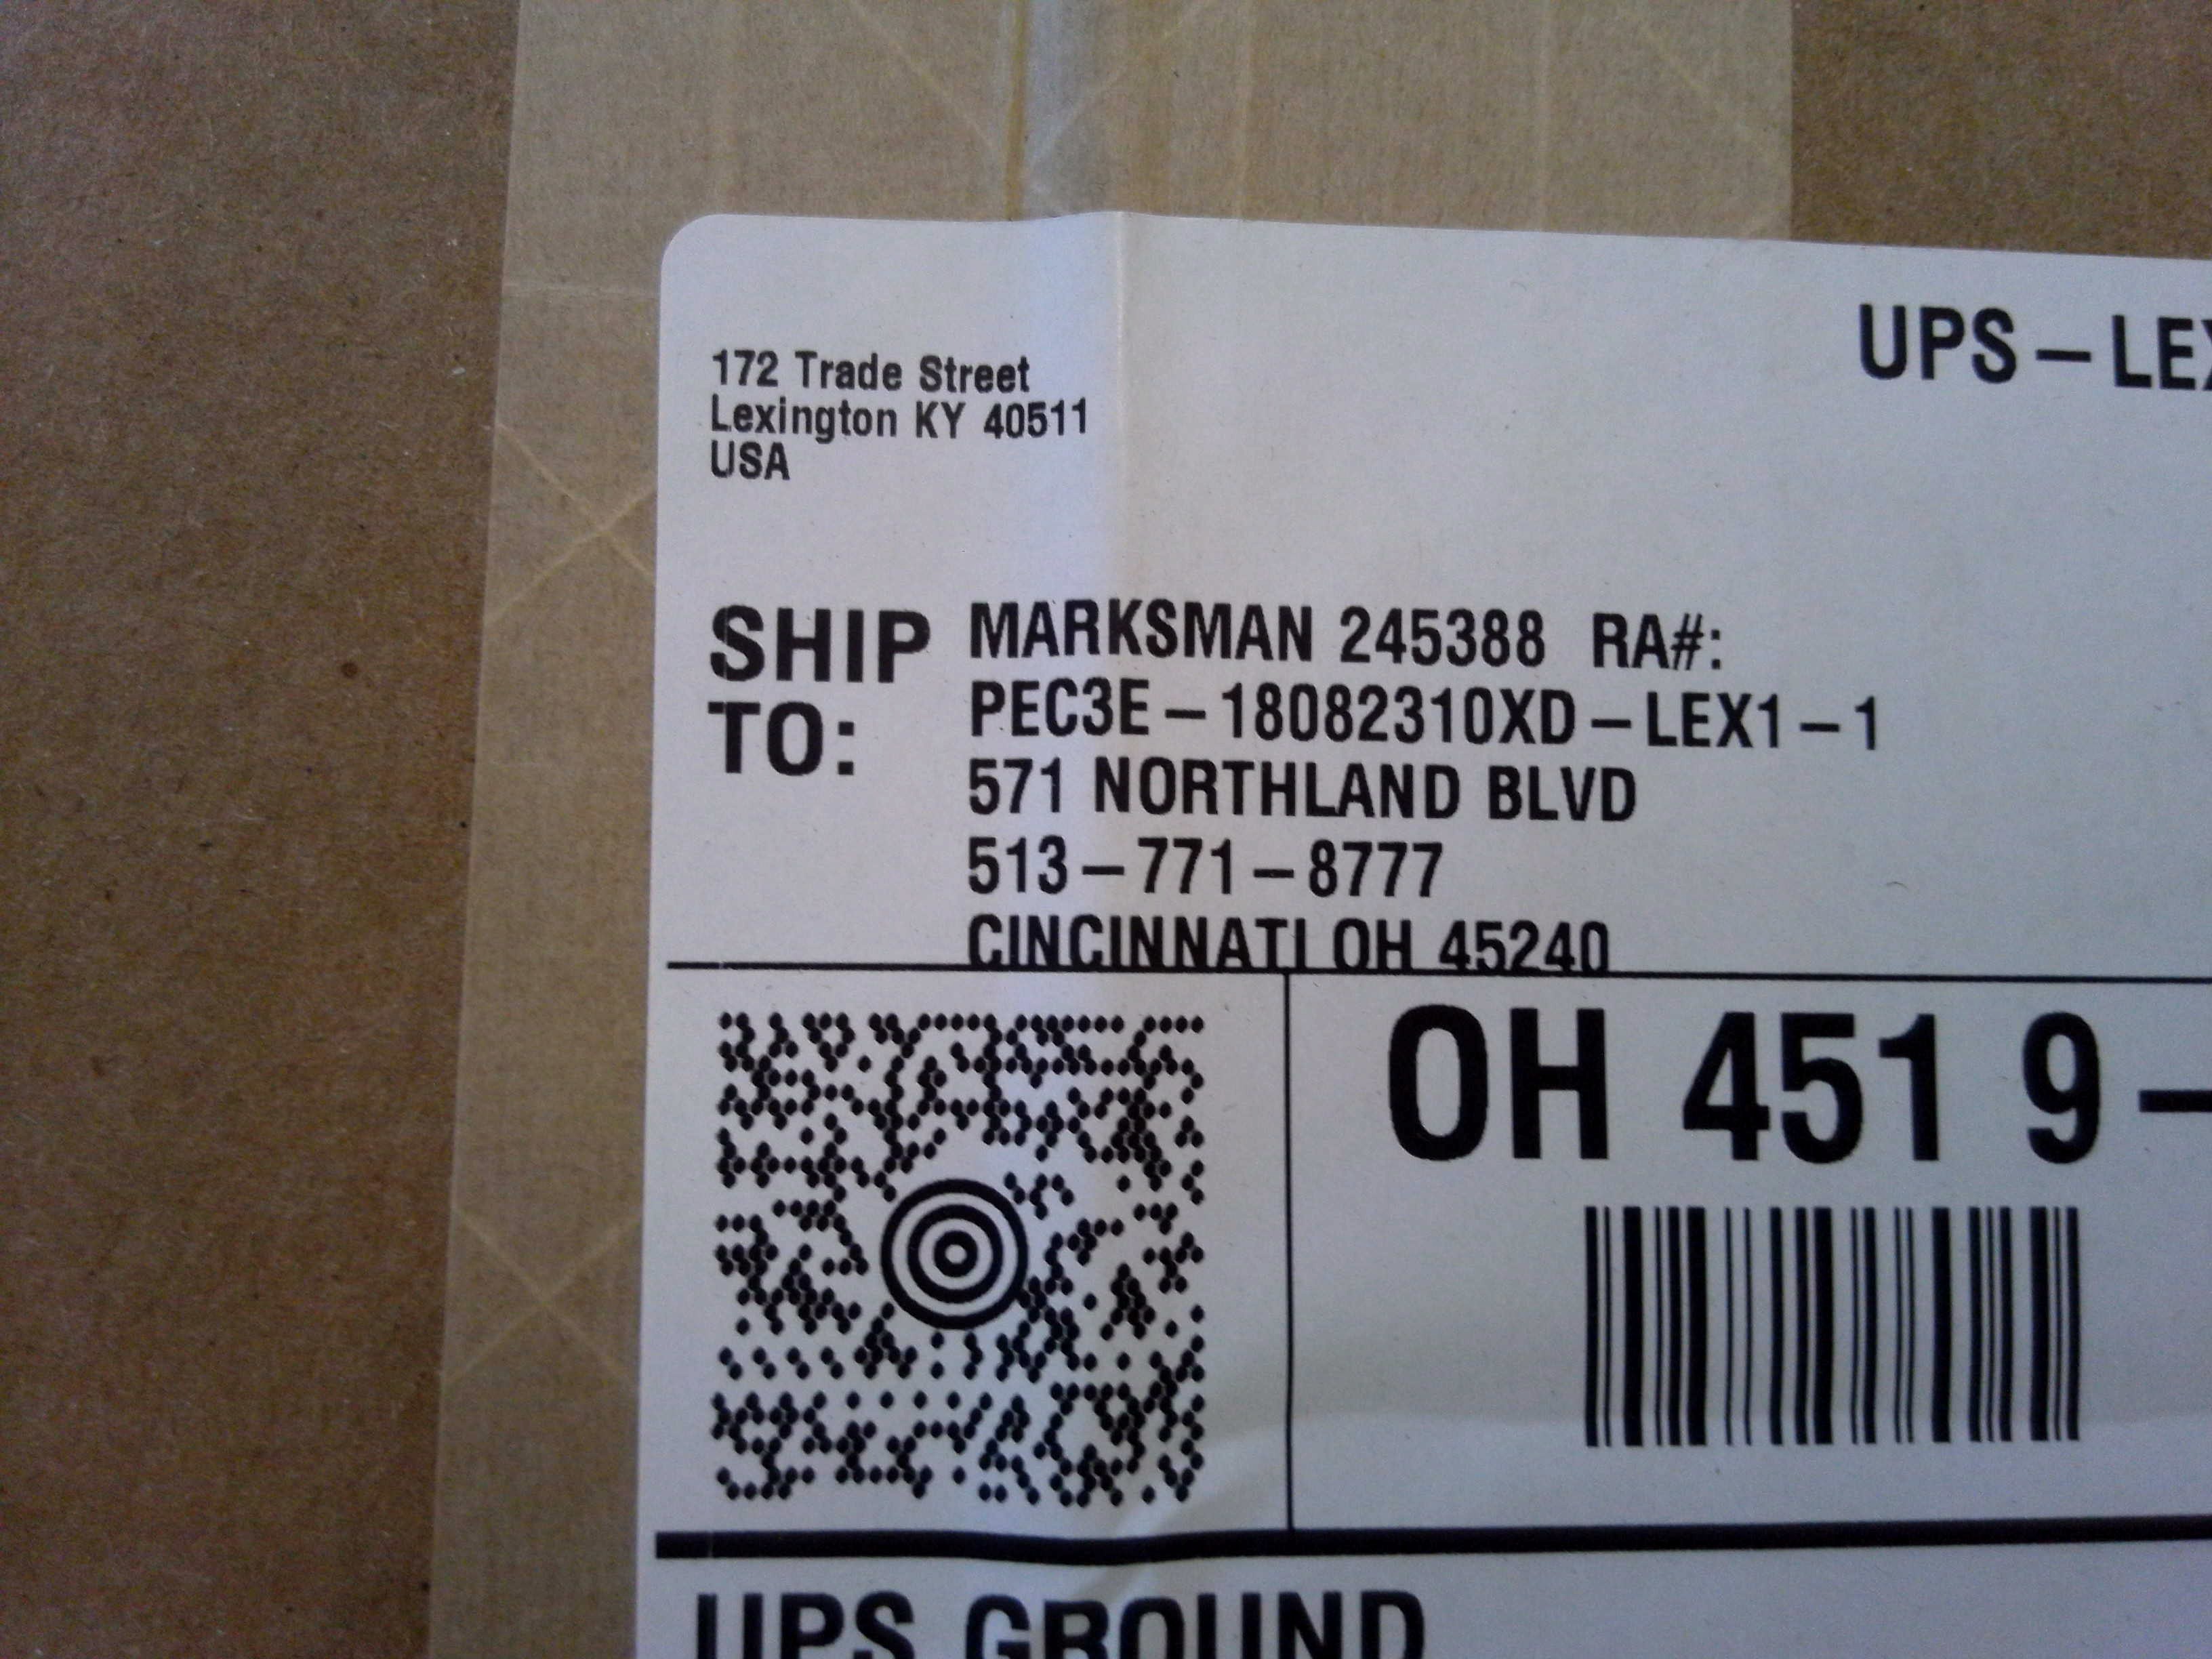 172 Trade Street
Lexington KY 40511
USA
UPS – LEX
SHIP TO:
MARKSMAN 245388 RA#:
PEC3E – 18082310XD – LEX1 – 1
571 NORTHLAND BLVD
513 – 771 – 8777
CINCINNATI OH 45240
OH 451 9 –
UPS GROUND